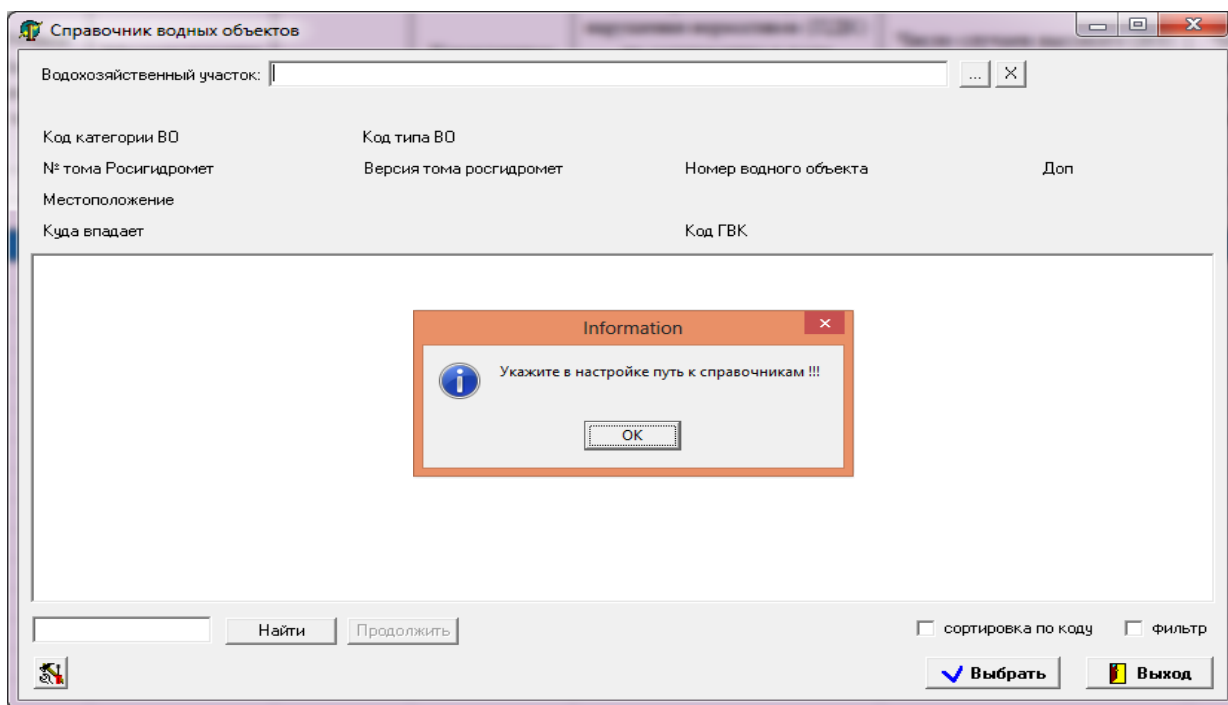 Справочник водных объектов
Водохозяйственный участок:
...
Код категории ВО Код типа ВО
№ тома Росигидромет Версия тома росгидромет Номер водного объекта Доп
Местоположение
Куда впадает Код ГВК
Information
Укажите в настройке путь к справочникам !!!
OK
Найти Продолжить сортировка по коду фильтр
Выбрать Выход